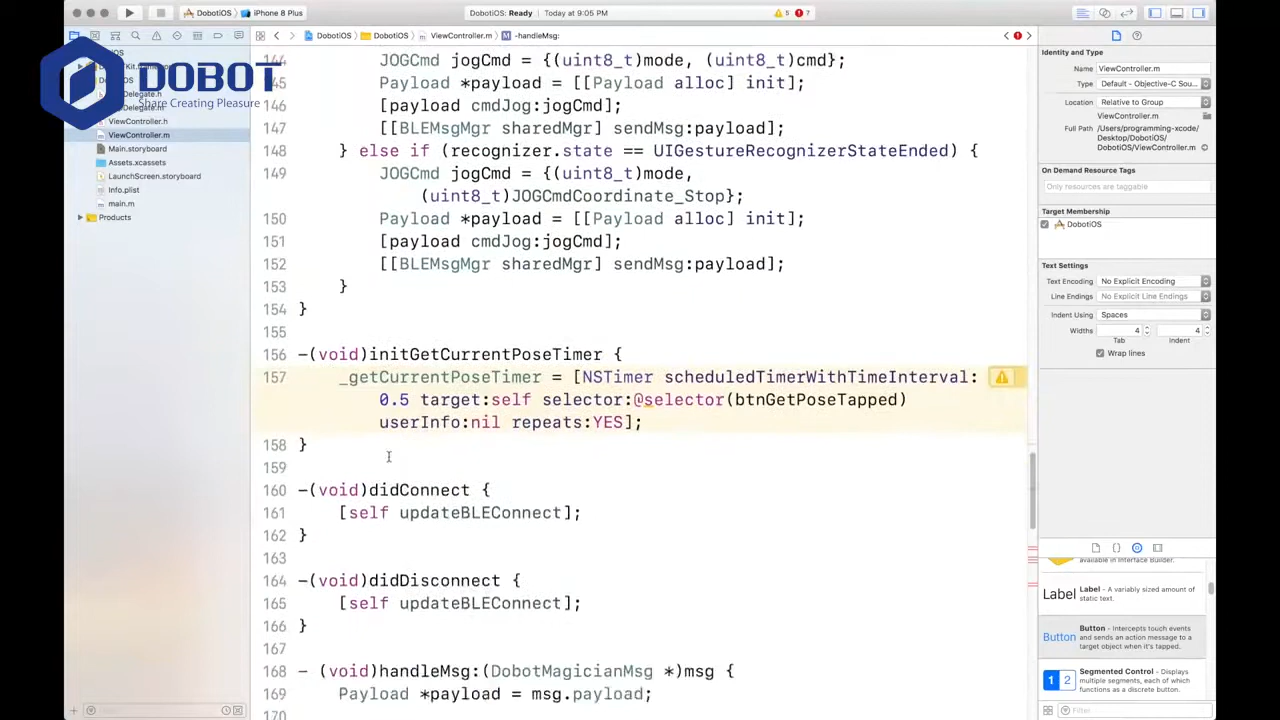 DobotiOS
iPhone 8 Plus
DobotiOS: Ready
Today at 9:05 PM
5
7
DobotiOS
DobotiOS
ViewController.m
-handleMsg:
DOBOT
Share Creating Pleasure
ViewController.h
ViewController.m
Main.storyboard
Assets.xcassets
LaunchScreen.storyboard
Info.plist
main.m
Products
144 JOGCmd jogCmd = {(uint8_t)mode, (uint8_t)cmd};
145 Payload *payload = [[Payload alloc] init];
146 [payload cmdJog:jogCmd];
147 [[BLEMsgMgr sharedMgr] sendMsg:payload];
148 } else if (recognizer.state == UIGestureRecognizerStateEnded) {
149 JOGCmd jogCmd = {(uint8_t)mode,
(uint8_t)JOGCmdCoordinate_Stop};
150 Payload *payload = [[Payload alloc] init];
151 [payload cmdJog:jogCmd];
152 [[BLEMsgMgr sharedMgr] sendMsg:payload];
153 }
154 }
155
156 -(void)initGetCurrentPoseTimer {
157 _getCurrentPoseTimer = [NSTimer scheduledTimerWithTimeInterval:
0.5 target:self selector:@selector(btnGetPoseTapped)
userInfo:nil repeats:YES];
158 }
159
160 -(void)didConnect {
161 [self updateBLEConnect];
162 }
163
164 -(void)didDisconnect {
165 [self updateBLEConnect];
166 }
167
168 - (void)handleMsg:(DobotMagicianMsg *)msg {
169 Payload *payload = msg.payload;
170
Identity and Type
Name ViewController.m
Type Default - Objective-C Sou...
Location Relative to Group
ViewController.m
Full Path /Users/programming-xcode/
Desktop/DobotiOS/
DobotiOS/ViewController.m
On Demand Resource Tags
Only resources are taggable
Target Membership
DobotiOS
Text Settings
Text Encoding No Explicit Encoding
Line Endings No Explicit Line Endings
Indent Using Spaces
Widths 4 4
Tab Indent
Wrap lines
available in Interface Builder.
Label Label - A variably sized amount of
static text.
Button Button - Intercepts touch events
and sends an action message to a
target object when it's tapped.
1 2 Segmented Control - Displays
multiple segments, each of which
functions as a discrete button.
Filter